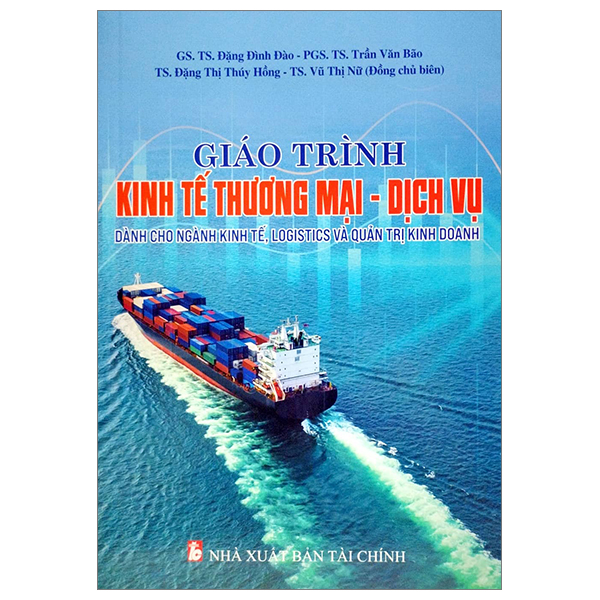 GS. TS. Đặng Đình Đào - PGS. TS. Trần Văn Bão
TS. Đặng Thị Thúy Hồng - TS. Vũ Thị Nữ (Đồng chủ biên)
GIÁO TRÌNH
KINH TẾ THƯƠNG MẠI - DỊCH VỤ
DÀNH CHO NGÀNH KINH TẾ, LOGISTICS VÀ QUẢN TRỊ KINH DOANH
NHÀ XUẤT BẢN TÀI CHÍNH